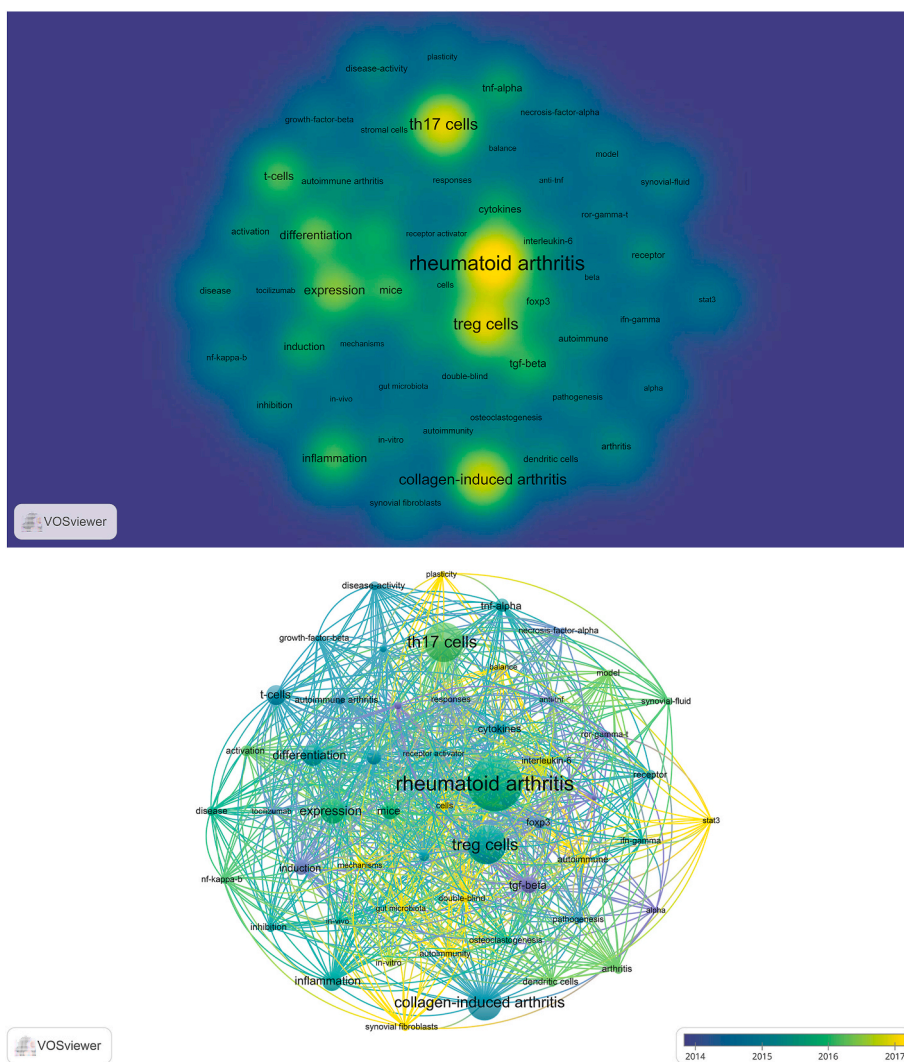 plasticity
disease-activity
tnf-alpha
necrosis-factor-alpha
growth-factor-beta
th17 cells
stromal cells
balance
model
t-cells
autoimmune arthritis
responses
anti-tnf
synovial-fluid
cytokines
ror-gamma-t
activation
differentiation
receptor activator
interleukin-6
receptor
rheumatoid arthritis
beta
disease
tocilizumab
expression
mice
cells
foxp3
stat3
treg cells
ifn-gamma
autoimmune
induction
mechanisms
nf-kappa-b
tgf-beta
double-blind
gut microbiota
alpha
in-vivo
pathogenesis
inhibition
osteoclastogenesis
autoimmunity
in-vitro
arthritis
inflammation
dendritic cells
collagen-induced arthritis
synovial fibroblasts
VOSviewer
plasticity
disease-activity
tnf-alpha
necrosis-factor-alpha
growth-factor-beta
th17 cells
balance
model
t-cells
autoimmune arthritis
responses
anti-tnf
synovial-fluid
cytokines
ror-gamma-t
activation
differentiation
receptor activator
interleukin-6
receptor
rheumatoid arthritis
disease
tocilizumab
expression
mice
cells
foxp3
stat3
treg cells
ifn-gamma
autoimmune
induction
mechanisms
nf-kappa-b
tgf-beta
double-blind
gut microbiota
alpha
in-vivo
pathogenesis
inhibition
osteoclastogenesis
autoimmunity
in-vitro
arthritis
inflammation
dendritic cells
collagen-induced arthritis
synovial fibroblasts
VOSviewer
2014 2015 2016 2017